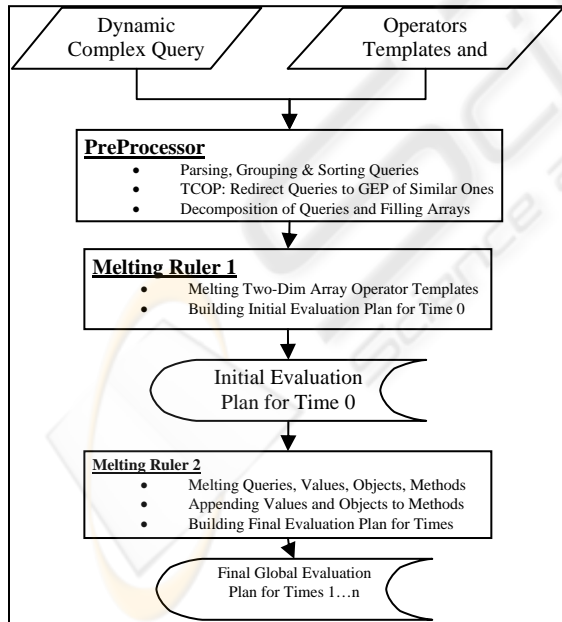 Dynamic
Complex Query
Operators
Templates and
PreProcessor
• Parsing, Grouping & Sorting Queries
• TCOP: Redirect Queries to GEP of Similar Ones
• Decomposition of Queries and Filling Arrays
Melting Ruler 1
• Melting Two-Dim Array Operator Templates
• Building Initial Evaluation Plan for Time 0
Initial Evaluation
Plan for Time 0
Melting Ruler 2
• Melting Queries, Values, Objects, Methods
• Appending Values and Objects to Methods
• Building Final Evaluation Plan for Times
Final Global Evaluation
Plan for Times 1…n